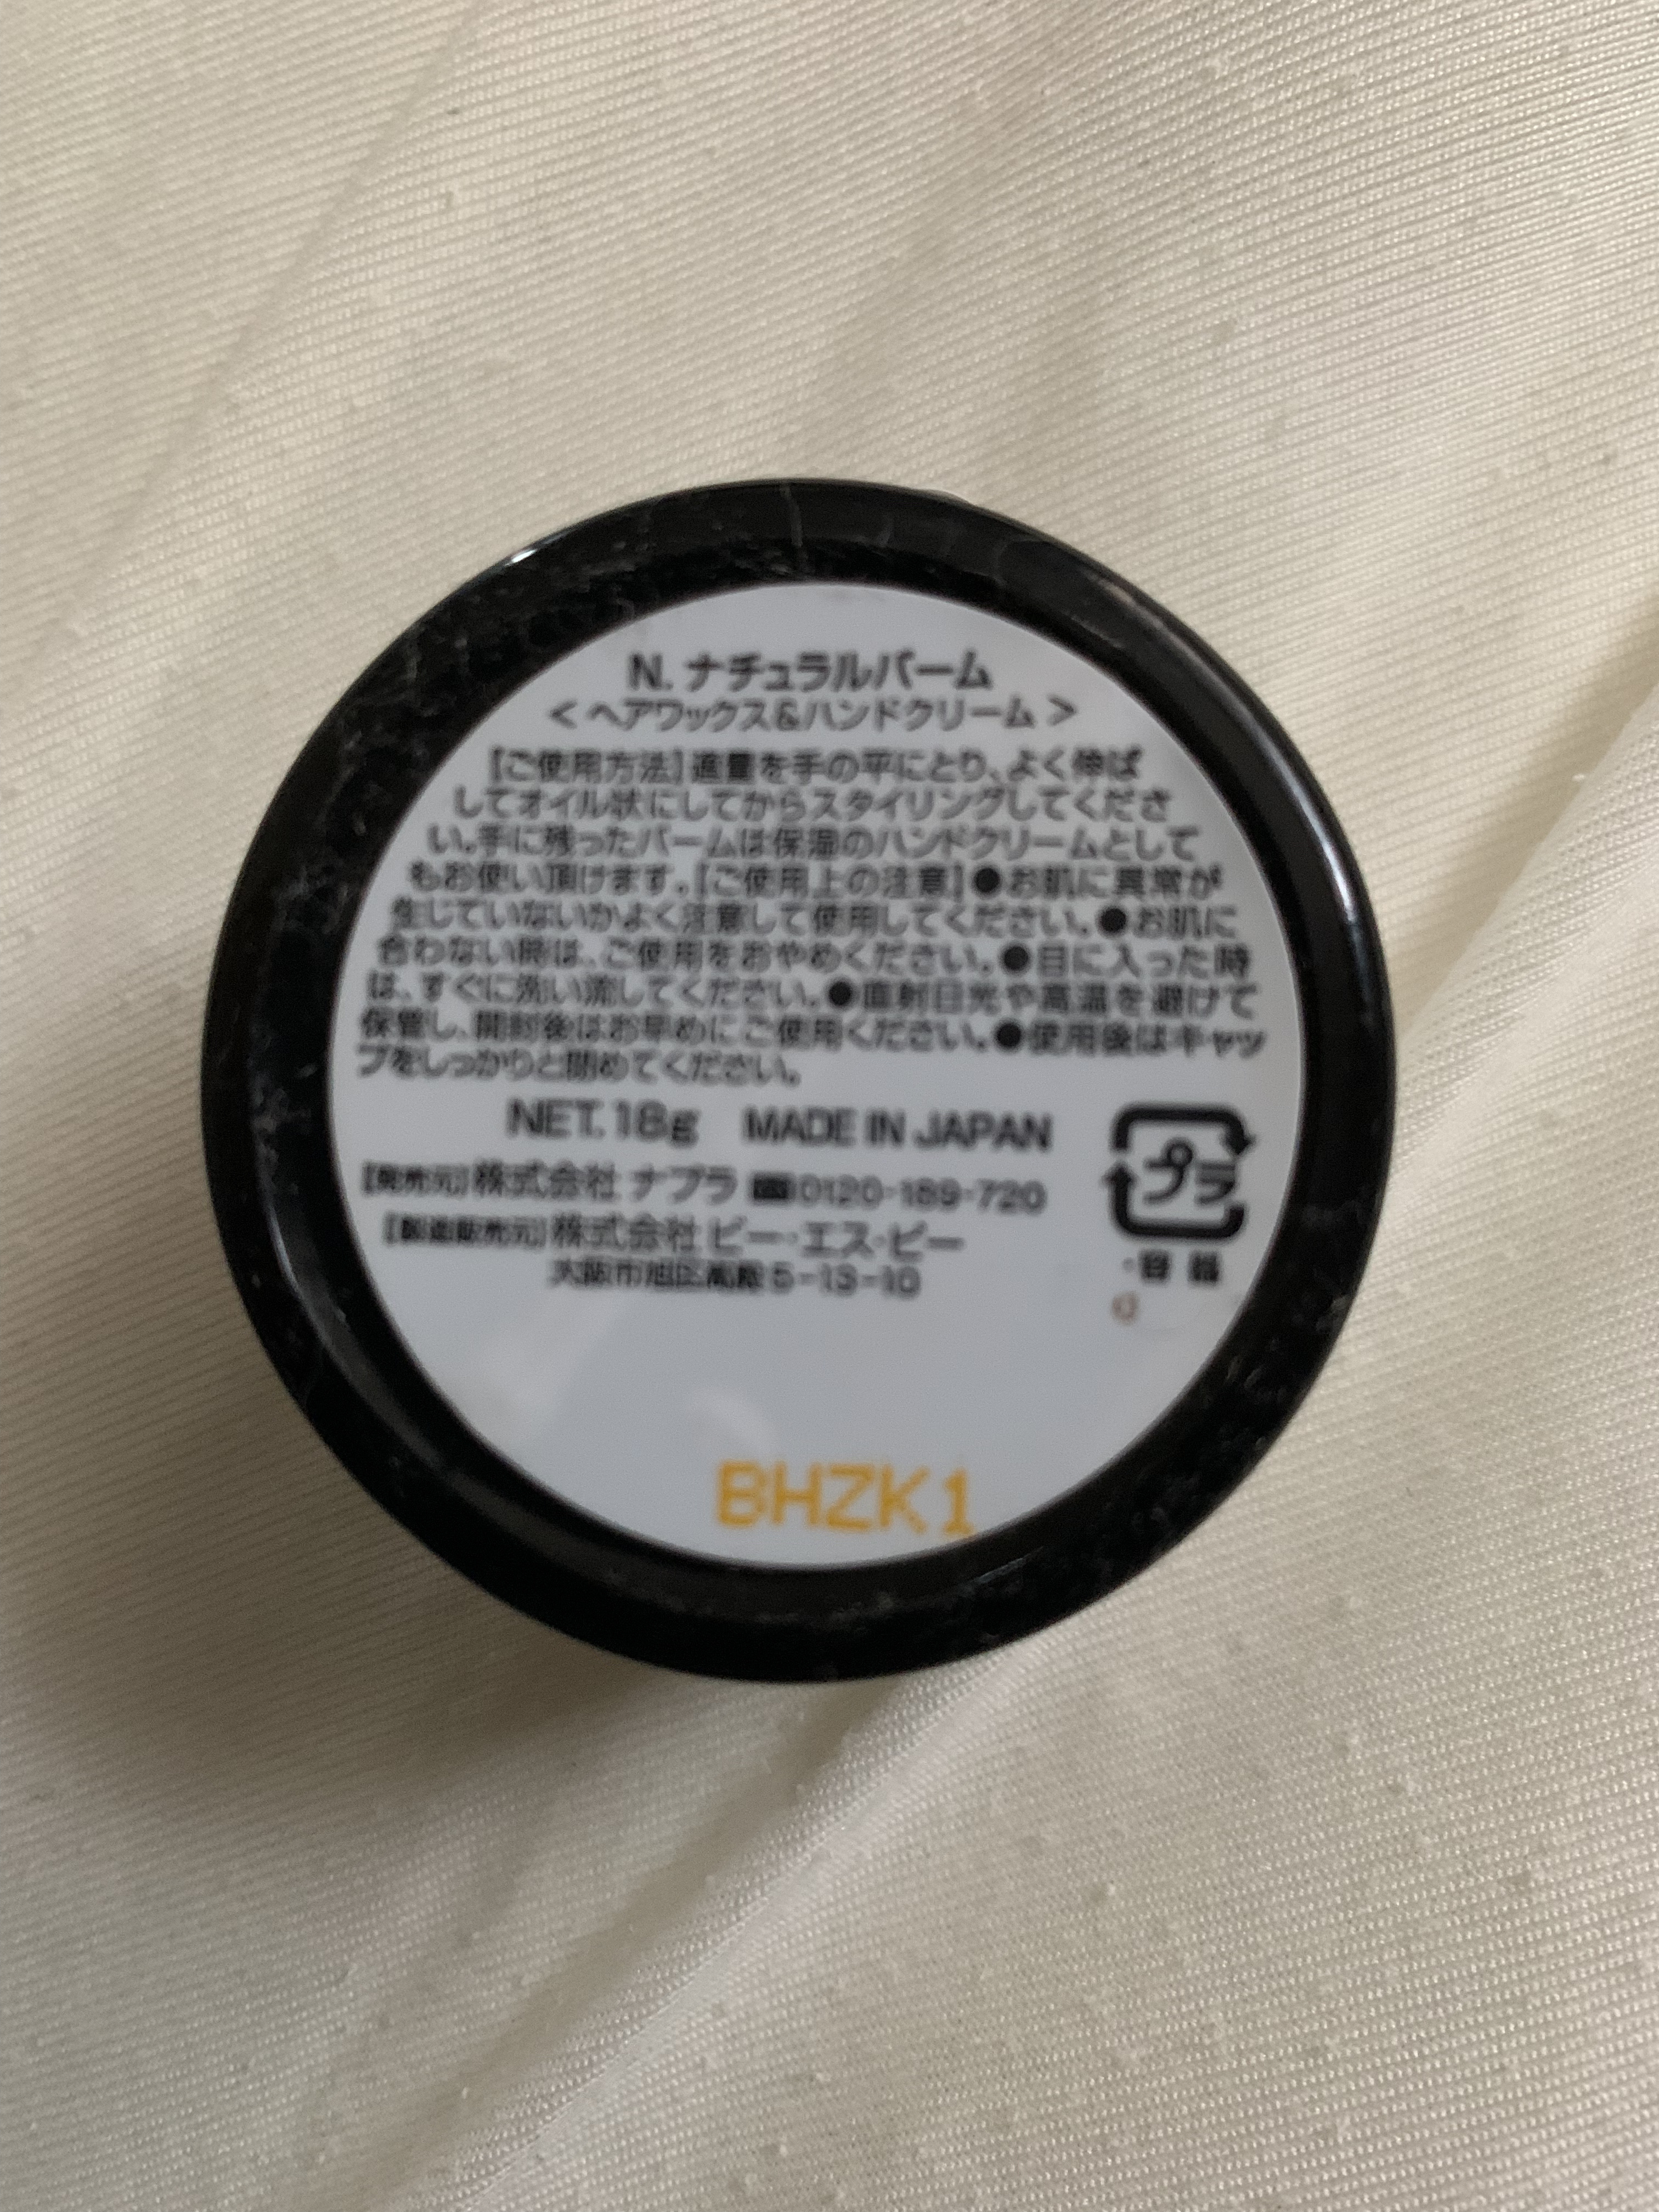 N. ナチュラルバーム
< ヘアワックス&ハンドクリーム >
【ご使用方法】適量を手の平にとり、よく伸ば
してオイル状にしてからスタイリングしてくださ
い。手に残ったバームは保湿のハンドクリームとして
もお使い頂けます。【ご使用上の注意】●お肌に異常が
生じていないかよく注意して使用してください。●お肌に
合わない時は、ご使用をおやめください。●目に入った時
は、すぐに洗い流してください。●直射日光や高温を避けて
保管し、開封後はお早めにご使用ください。●使用後はキャッ
プをしっかりと閉めてください。
NET.18g MADE IN JAPAN
【発売元】株式会社 ナプラ 0120-189-720
【製造販売元】株式会社 ビー・エス・ピー
大阪市旭区高殿5-13-10
プラ
・容器
BHZK1